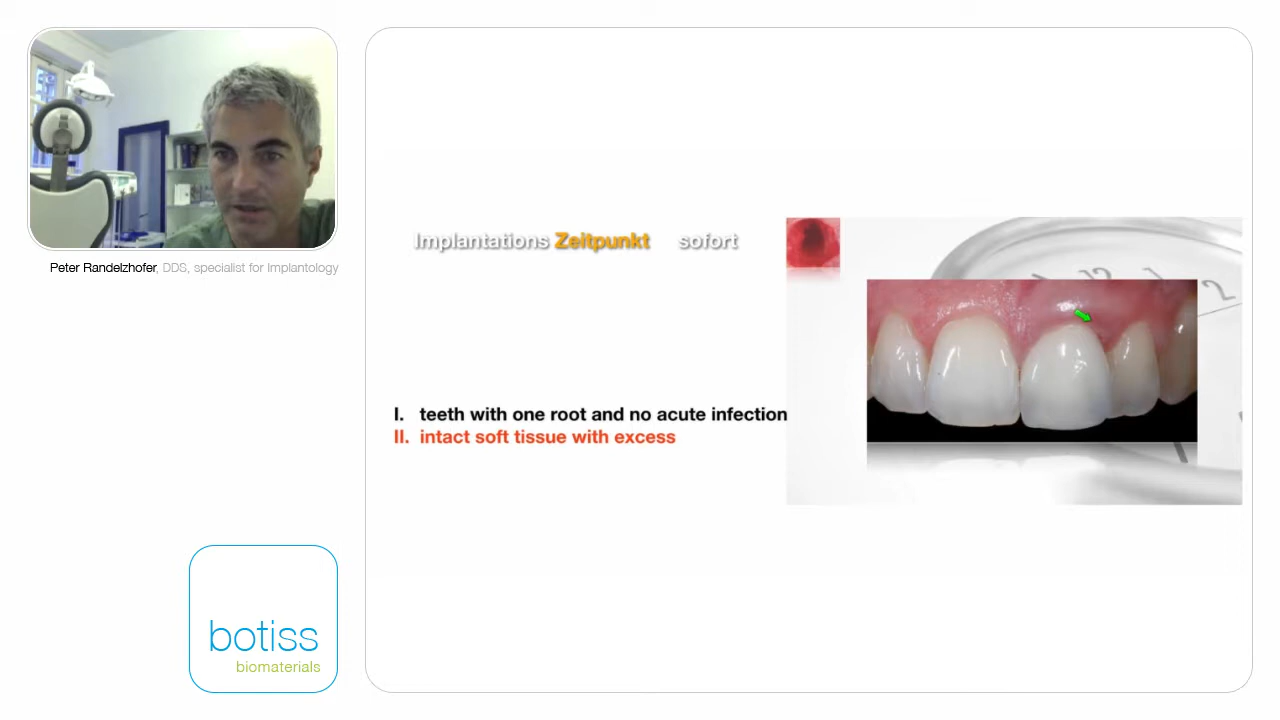 Peter Randelzhofer, DDS, specialist for Implantology
Implantations Zeitpunkt sofort
I. teeth with one root and no acute infection
II. intact soft tissue with excess
botiss
biomaterials